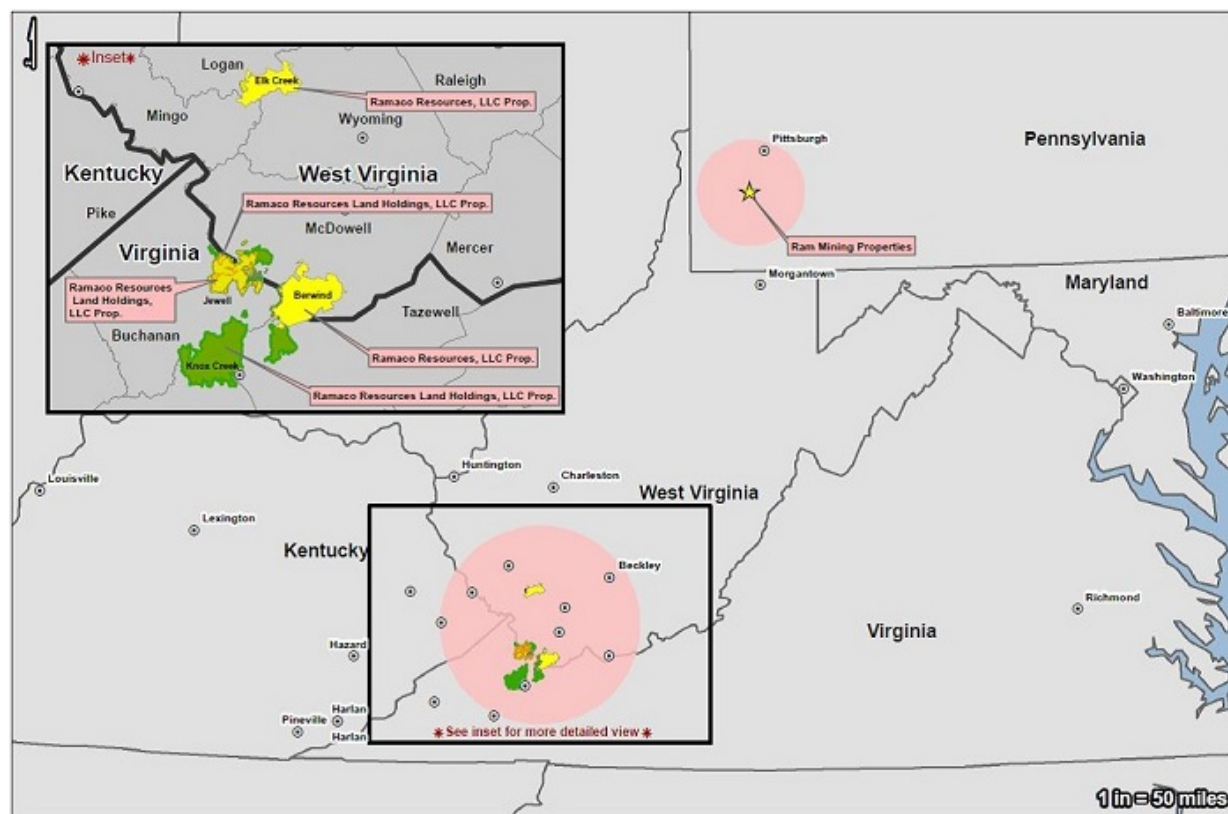 *Inset*
Logan
Elk Creek
Raleigh
Ramaco Resources, LLC Prop.
Mingo
Wyoming
Kentucky
West Virginia
Pike
Ramaco Resources Land Holdings, LLC Prop.
McDowell
Virginia
Mercer
Ramaco Resources
Land Holdings,
LLC Prop.
Jewell
Berwind
Tazewell
Buchanan
Ramaco Resources, LLC Prop.
Knox Creek
Ramaco Resources Land Holdings, LLC Prop.
Pittsburgh
Pennsylvania
Ram Mining Properties
Morgantown
Maryland
Baltimore
Washington
Huntington
Charleston
Louisville
West Virginia
Lexington
Kentucky
Beckley
Richmond
Virginia
Hazard
Harlan
Pineville
Harlan
*See inset for more detailed view*
1 in = 50 miles